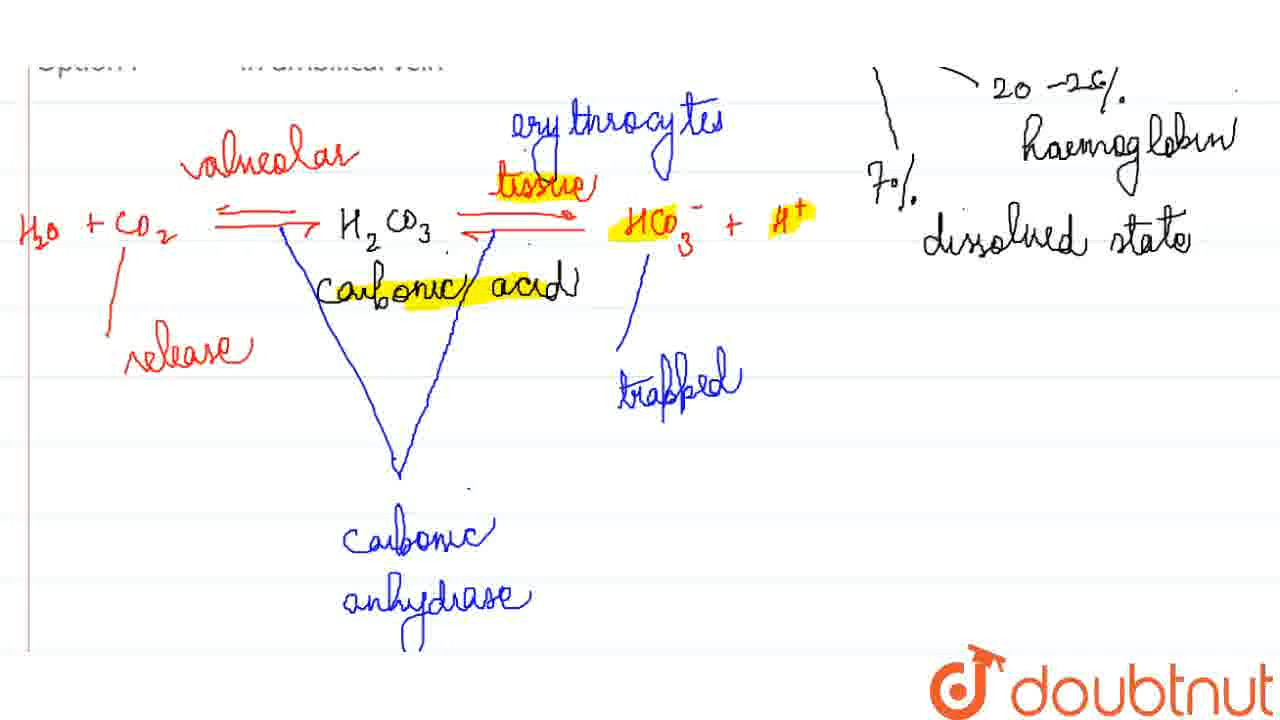 20 - 25%
erythrocytes
haemoglobin
valveolar
tissue
7%
H2O + CO2 ⇌ H2CO3 ⇌ HCO3- + H+
dissolved state
carbonic acid
release
trapped
carbonic
anhydrase
doubtnut